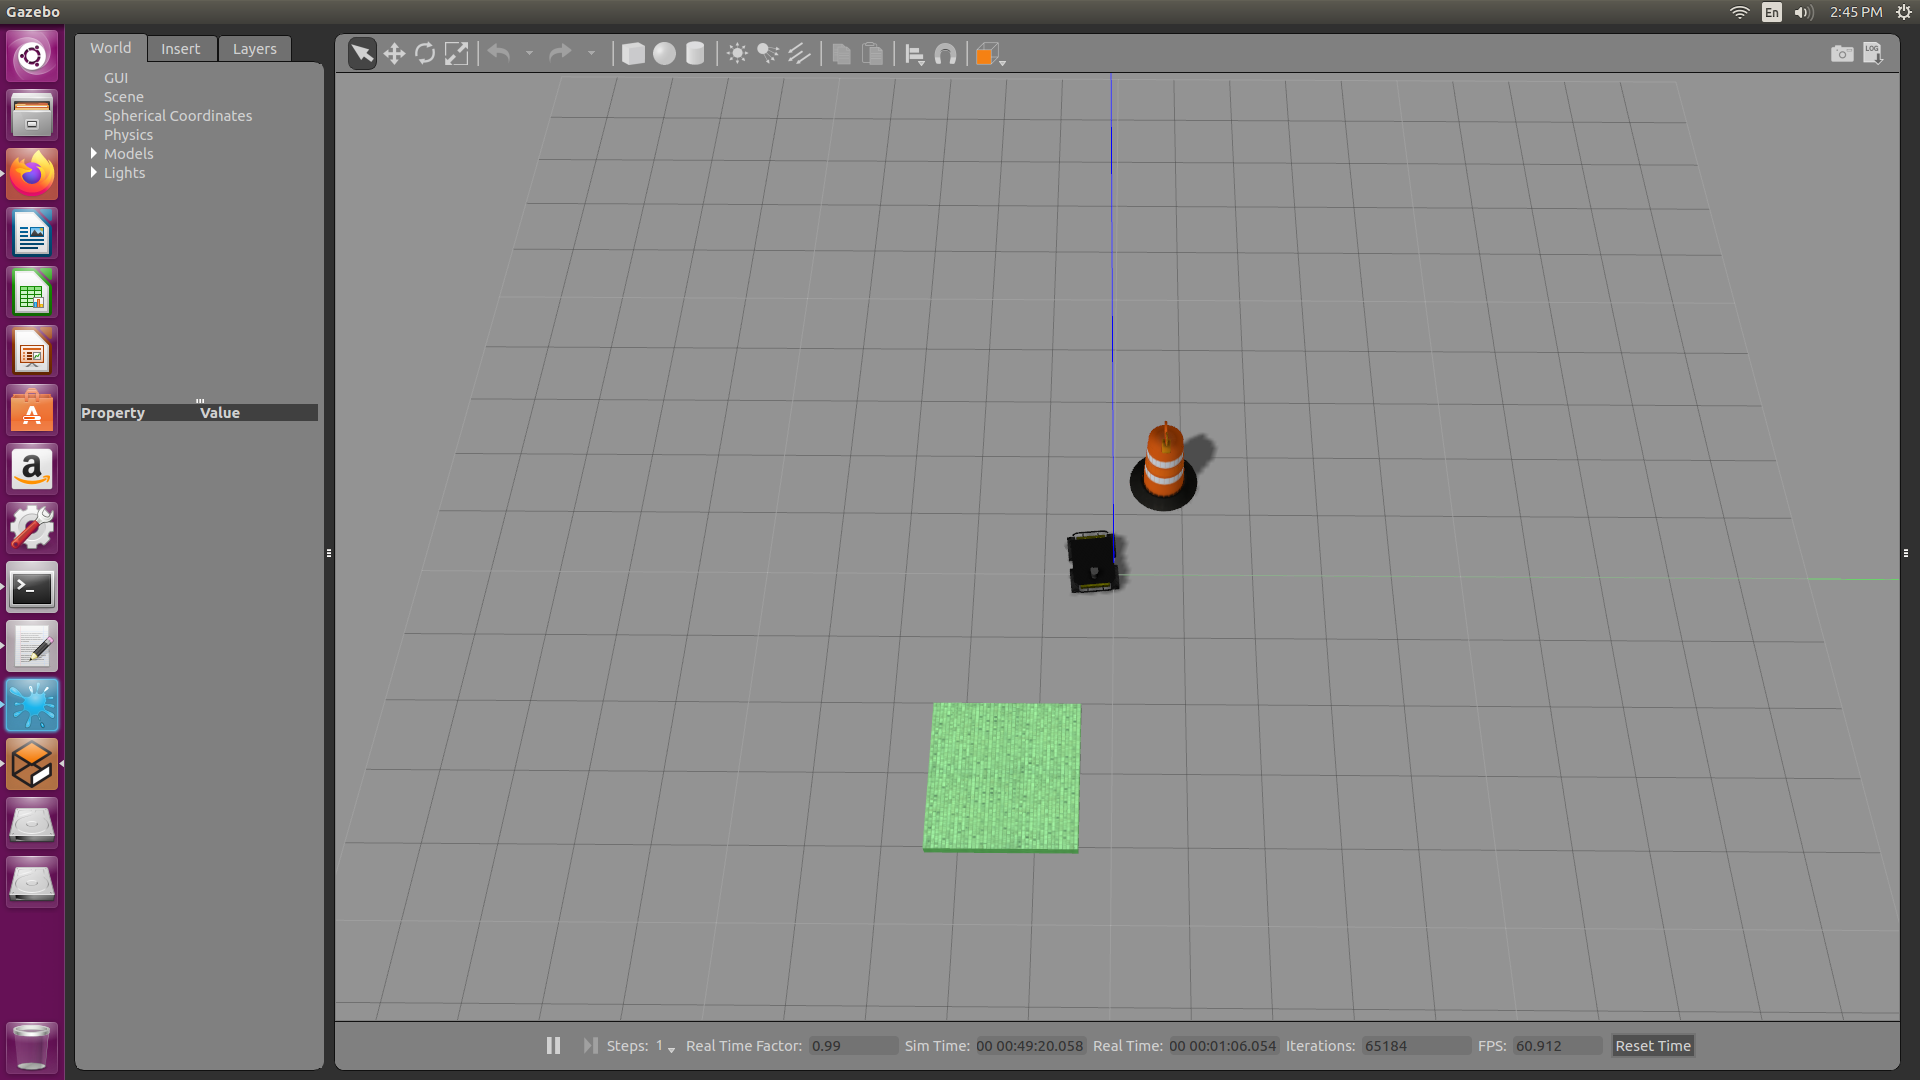 Gazebo
En
2:45 PM
World Insert Layers
LOG
GUI
Scene
Spherical Coordinates
Physics
Models
Lights
Property Value
Steps: 1 Real Time Factor: 0.99 Sim Time: 00 00:49:20.058 Real Time: 00 00:01:06.054 Iterations: 65184 FPS: 60.912 Reset Time